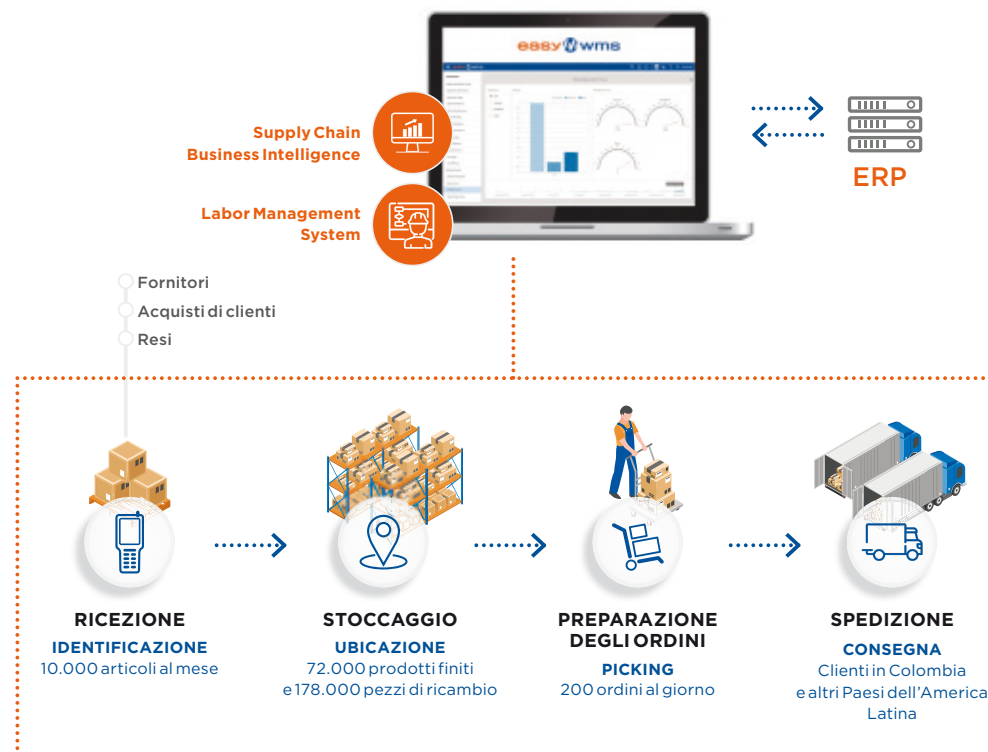 easy wms
Supply Chain
Business Intelligence
Labor Management
System
ERP
Fornitori
Acquisti di clienti
Resi
RICEZIONE
IDENTIFICAZIONE
10.000 articoli al mese
STOCCAGGIO
UBICAZIONE
72.000 prodotti finiti
e 178.000 pezzi di ricambio
PREPARAZIONE
DEGLI ORDINI
PICKING
200 ordini al giorno
SPEDIZIONE
CONSEGNA
Clienti in Colombia
e altri Paesi dell'America
Latina